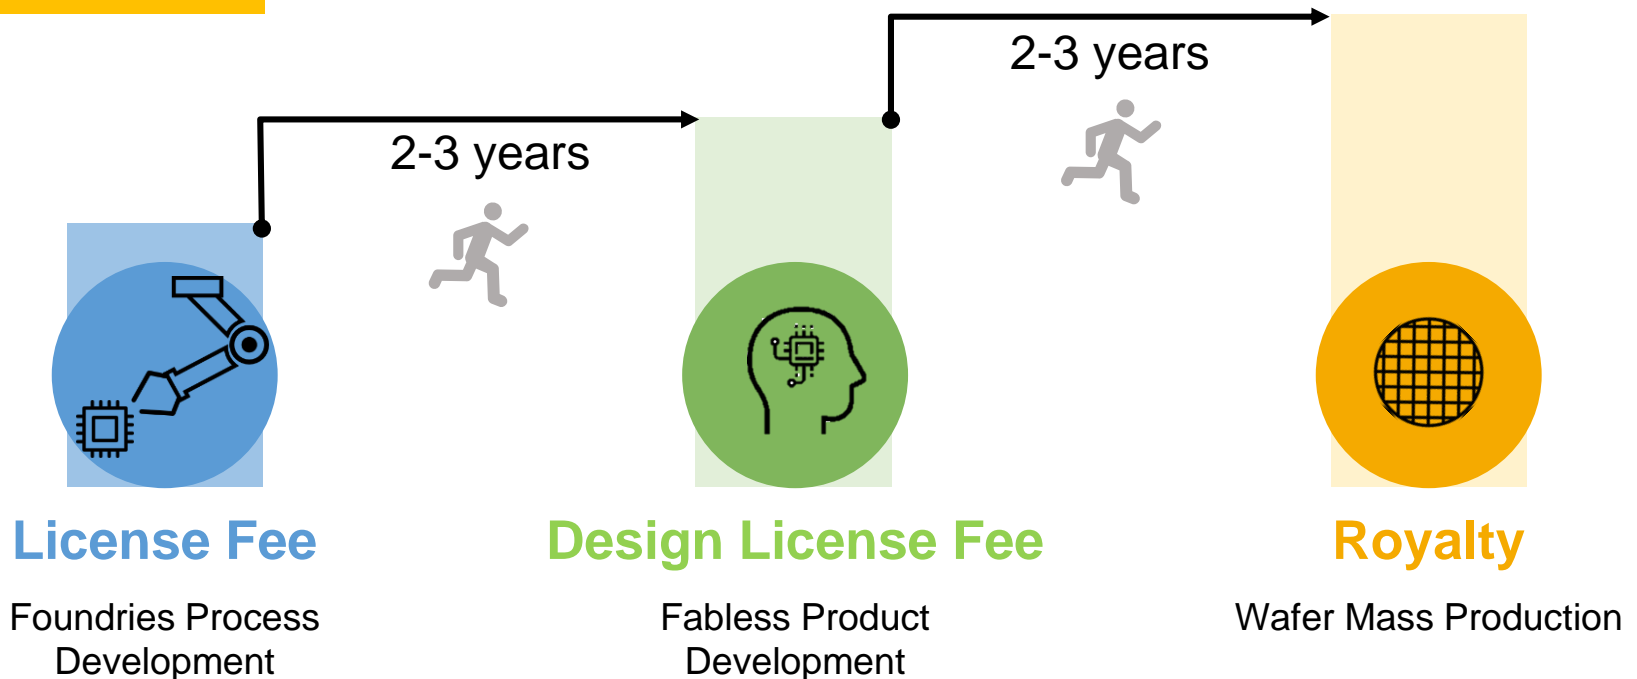 2-3 years
2-3 years
License Fee
Foundries Process
Development
Design License Fee
Fabless Product
Development
Royalty
Wafer Mass Production